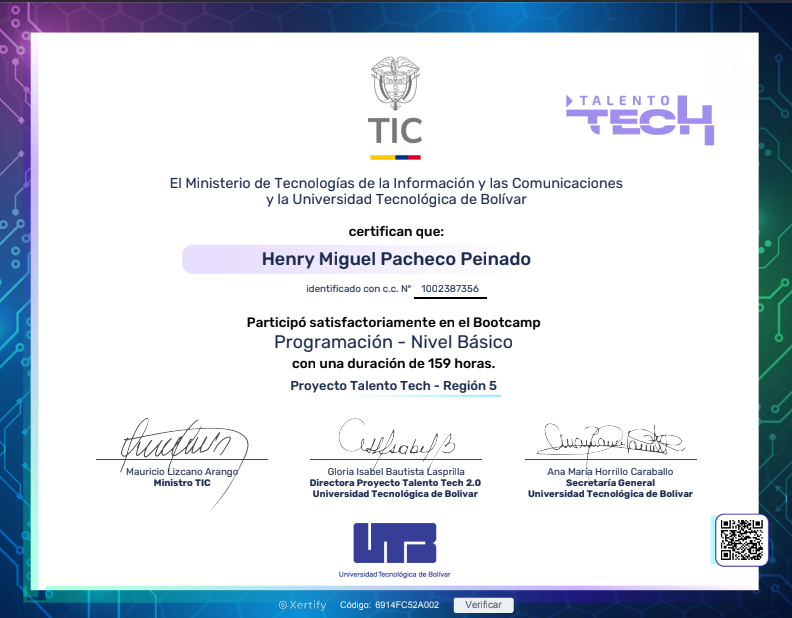 TIC
TALENTO
TECH
El Ministerio de Tecnologías de la Información y las Comunicaciones
y la Universidad Tecnológica de Bolívar
certifican que:
Henry Miguel Pacheco Peinado
identificado con c.c. N° 1002387356
Participó satisfactoriamente en el Bootcamp
Programación - Nivel Básico
con una duración de 159 horas.
Proyecto Talento Tech - Región 5
Mauricio Lizcano Arango
Ministro TIC
Gloria Isabel Bautista Lasprilla
Directora Proyecto Talento Tech 2.0
Universidad Tecnológica de Bolivar
Ana María Horrillo Caraballo
Secretaría General
Universidad Tecnológica de Bolivar
UTB
Universidad Tecnológica de Bolívar
Xertify Código: 6914FC52A002 Verificar